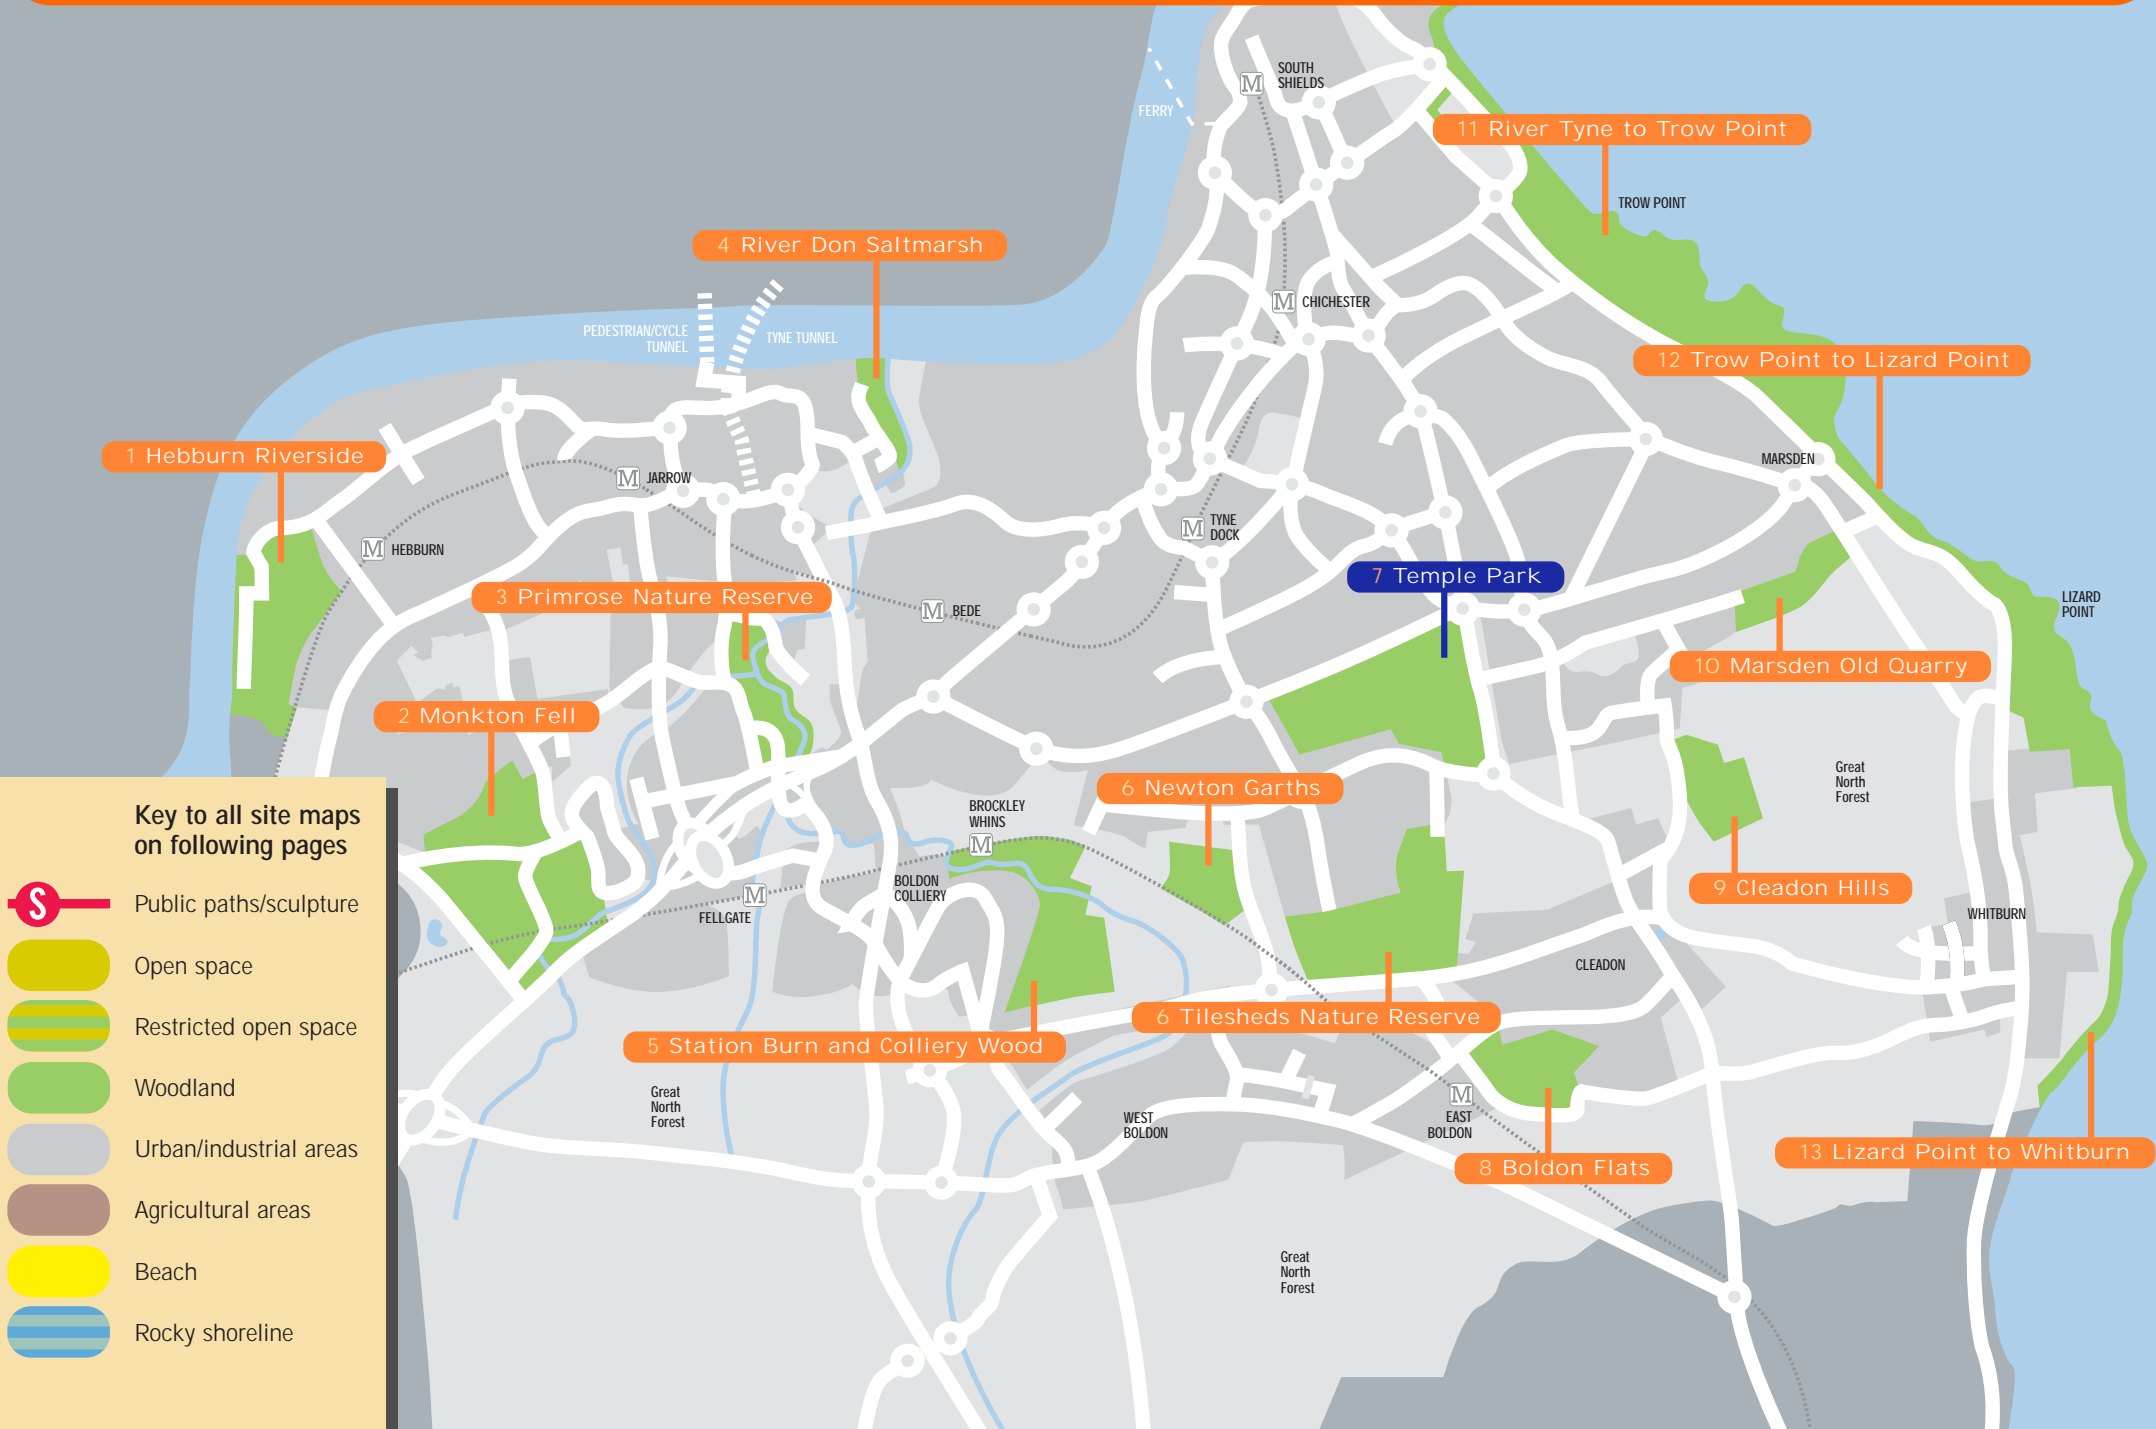 SOUTH
SHIELDS
FERRY
11 River Tyne to Trow Point
TROW POINT
4 River Don Saltmarsh
M
M CHICHESTER
PEDESTRIAN/CYCLE
TUNNEL
TYNE TUNNEL
12 Trow Point to Lizard Point
1 Hebburn Riverside
MARSDEN
M JARROW
M TYNE
DOCK
M HEBBURN
7 Temple Park
3 Primrose Nature Reserve
M BEDE
LIZARD
POINT
10 Marsden Old Quarry
2 Monkton Fell
Great
North
Forest
6 Newton Garths
BROCKLEY
WHINS
M
BOLDON
COLLIERY
M
FELLGATE
9 Cleadon Hills
WHITBURN
CLEADON
6 Tilesheds Nature Reserve
5 Station Burn and Colliery Wood
Great
North
Forest
M
EAST
BOLDON
WEST
BOLDON
13 Lizard Point to Whitburn
8 Boldon Flats
Great
North
Forest
Key to all site maps
on following pages
S Public paths/sculpture
Open space
Restricted open space
Woodland
Urban/industrial areas
Agricultural areas
Beach
Rocky shoreline